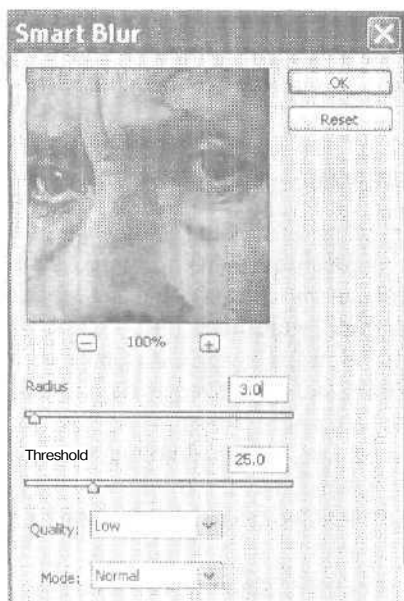 Smart Blur
OK
Reset
100%
Radius
3.0
Threshold
25.0
Quality: Low
Mode: Normal